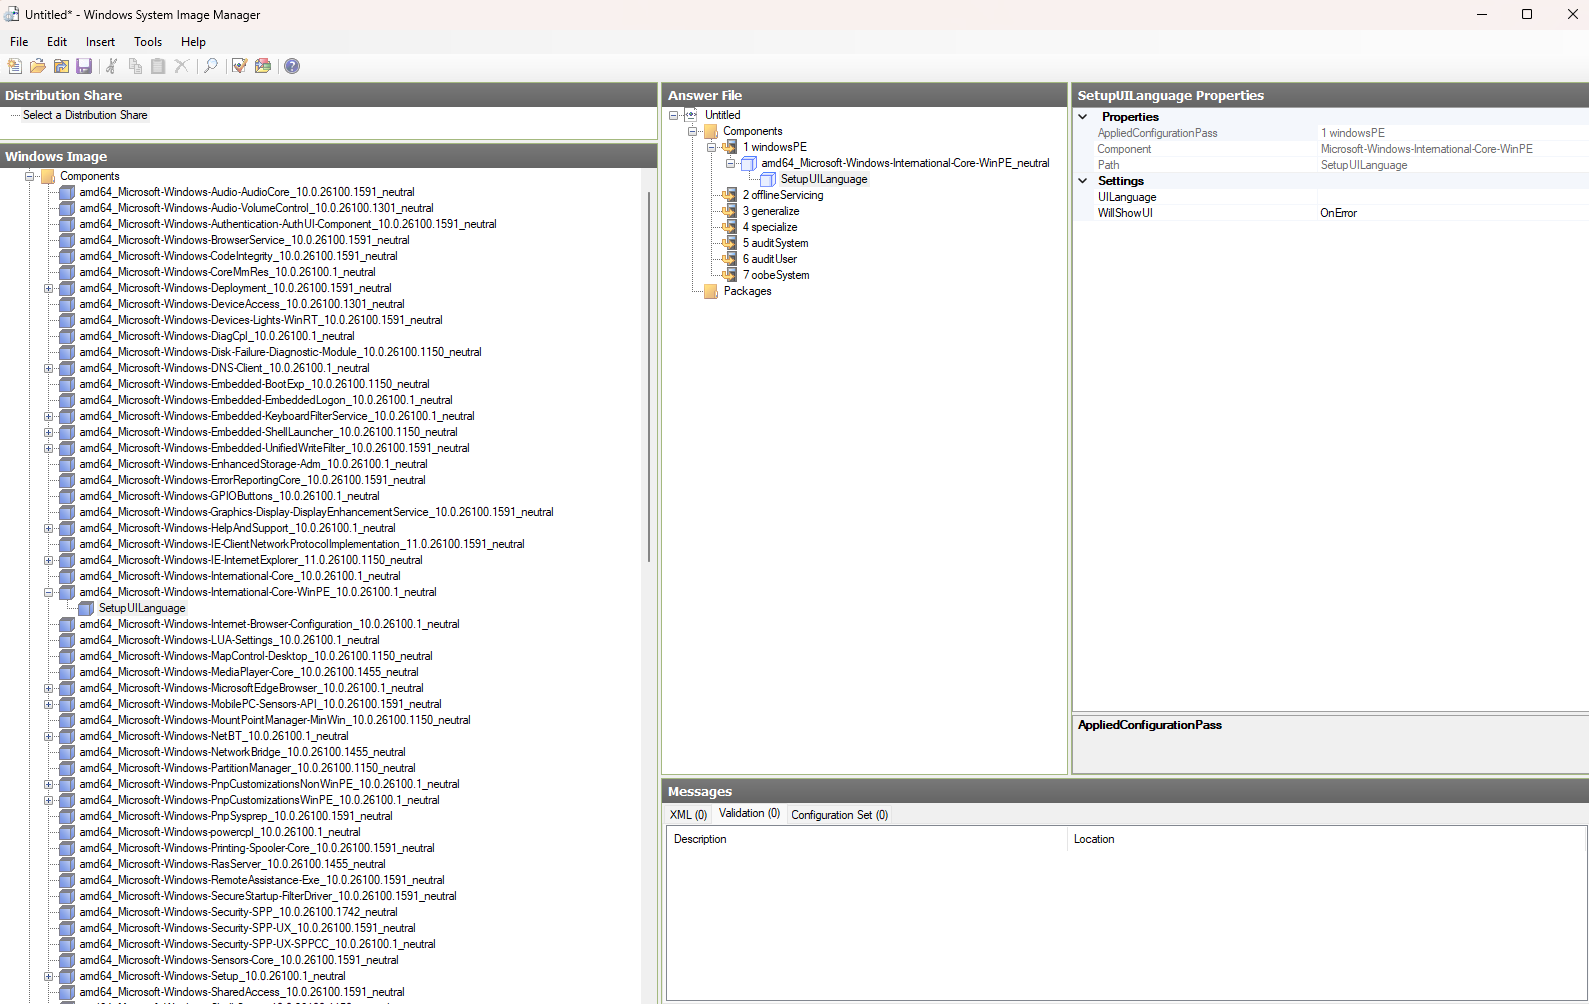 Untitled* - Windows System Image Manager
File Edit Insert Tools Help
Distribution Share
Select a Distribution Share
Windows Image
Components
amd64_Microsoft-Windows-Audio-AudioCore_10.0.26100.1591_neutral
amd64_Microsoft-Windows-Audio-VolumeControl_10.0.26100.1301_neutral
amd64_Microsoft-Windows-Authentication-AuthUI-Component_10.0.26100.1591_neutral
amd64_Microsoft-Windows-BrowserService_10.0.26100.1591_neutral
amd64_Microsoft-Windows-CodeIntegrity_10.0.26100.1591_neutral
amd64_Microsoft-Windows-CoreMmRes_10.0.26100.1_neutral
amd64_Microsoft-Windows-Deployment_10.0.26100.1591_neutral
amd64_Microsoft-Windows-DeviceAccess_10.0.26100.1301_neutral
amd64_Microsoft-Windows-Devices-Lights-WinRT_10.0.26100.1591_neutral
amd64_Microsoft-Windows-DiagCpl_10.0.26100.1_neutral
amd64_Microsoft-Windows-Disk-Failure-Diagnostic-Module_10.0.26100.1150_neutral
amd64_Microsoft-Windows-DNS-Client_10.0.26100.1_neutral
amd64_Microsoft-Windows-Embedded-BootExp_10.0.26100.1150_neutral
amd64_Microsoft-Windows-Embedded-EmbeddedLogon_10.0.26100.1_neutral
amd64_Microsoft-Windows-Embedded-KeyboardFilterService_10.0.26100.1_neutral
amd64_Microsoft-Windows-Embedded-ShellLauncher_10.0.26100.1150_neutral
amd64_Microsoft-Windows-Embedded-UnifiedWriteFilter_10.0.26100.1591_neutral
amd64_Microsoft-Windows-EnhancedStorage-Adm_10.0.26100.1_neutral
amd64_Microsoft-Windows-ErrorReportingCore_10.0.26100.1591_neutral
amd64_Microsoft-Windows-GPIOButtons_10.0.26100.1_neutral
amd64_Microsoft-Windows-Graphics-Display-DisplayEnhancementService_10.0.26100.1591_neutral
amd64_Microsoft-Windows-HelpAndSupport_10.0.26100.1_neutral
amd64_Microsoft-Windows-IE-ClientNetworkProtocolImplementation_11.0.26100.1591_neutral
amd64_Microsoft-Windows-IE-InternetExplorer_11.0.26100.1150_neutral
amd64_Microsoft-Windows-International-Core_10.0.26100.1_neutral
amd64_Microsoft-Windows-International-Core-WinPE_10.0.26100.1_neutral
SetupUILanguage
amd64_Microsoft-Windows-Internet-Browser-Configuration_10.0.26100.1_neutral
amd64_Microsoft-Windows-LUA-Settings_10.0.26100.1_neutral
amd64_Microsoft-Windows-MapControl-Desktop_10.0.26100.1150_neutral
amd64_Microsoft-Windows-MediaPlayer-Core_10.0.26100.1455_neutral
amd64_Microsoft-Windows-MicrosoftEdgeBrowser_10.0.26100.1_neutral
amd64_Microsoft-Windows-MobilePC-Sensors-API_10.0.26100.1591_neutral
amd64_Microsoft-Windows-MountPointManager-MinWin_10.0.26100.1150_neutral
amd64_Microsoft-Windows-NetBT_10.0.26100.1_neutral
amd64_Microsoft-Windows-NetworkBridge_10.0.26100.1455_neutral
amd64_Microsoft-Windows-PartitionManager_10.0.26100.1150_neutral
amd64_Microsoft-Windows-PnpCustomizationsNonWinPE_10.0.26100.1_neutral
amd64_Microsoft-Windows-PnpCustomizationsWinPE_10.0.26100.1_neutral
amd64_Microsoft-Windows-PnpSysprep_10.0.26100.1591_neutral
amd64_Microsoft-Windows-powercpl_10.0.26100.1_neutral
amd64_Microsoft-Windows-Printing-Spooler-Core_10.0.26100.1591_neutral
amd64_Microsoft-Windows-RasServer_10.0.26100.1455_neutral
amd64_Microsoft-Windows-RemoteAssistance-Exe_10.0.26100.1591_neutral
amd64_Microsoft-Windows-SecureStartup-FilterDriver_10.0.26100.1591_neutral
amd64_Microsoft-Windows-Security-SPP_10.0.26100.1742_neutral
amd64_Microsoft-Windows-Security-SPP-UX_10.0.26100.1591_neutral
amd64_Microsoft-Windows-Security-SPP-UX-SPPCC_10.0.26100.1_neutral
amd64_Microsoft-Windows-Sensors-Core_10.0.26100.1591_neutral
amd64_Microsoft-Windows-Setup_10.0.26100.1_neutral
amd64_Microsoft-Windows-SharedAccess_10.0.26100.1591_neutral
Answer File
Untitled
Components
1 windowsPE
amd64_Microsoft-Windows-International-Core-WinPE_neutral
SetupUILanguage
2 offlineServicing
3 generalize
4 specialize
5 auditSystem
6 auditUser
7 oobeSystem
Packages
SetupUILanguage Properties
Properties
AppliedConfigurationPass 1 windowsPE
Component Microsoft-Windows-International-Core-WinPE
Path SetupUILanguage
Settings
UILanguage
WillShowUI OnError
AppliedConfigurationPass
Messages
XML (0) Validation (0) Configuration Set (0)
Description Location